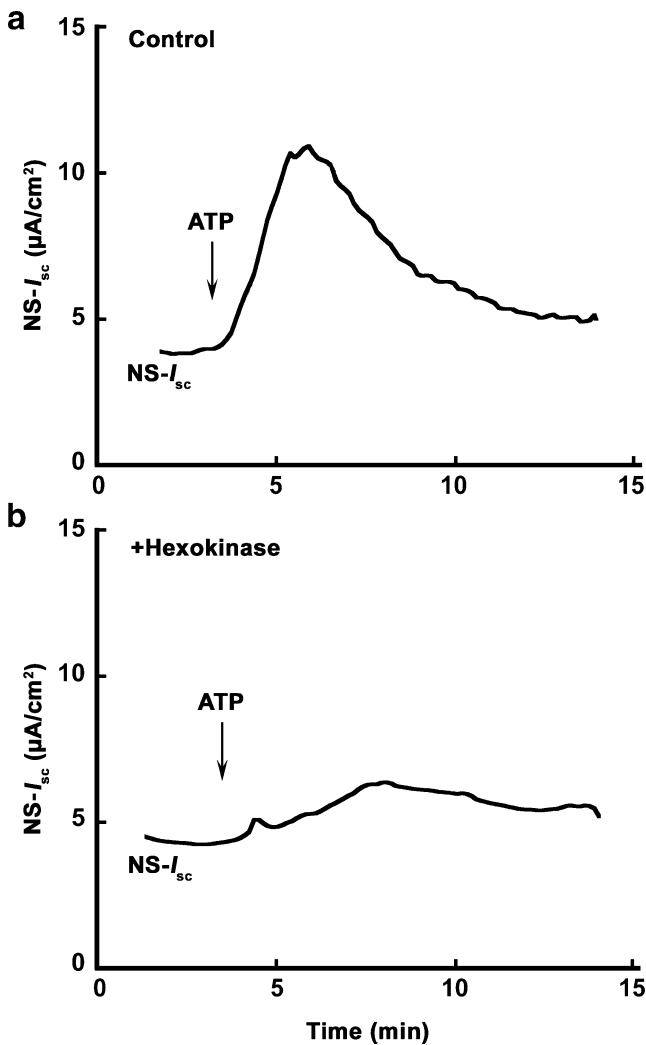 a
15
Control
10
ATP
NS-Isc (µA/cm²)
5
NS-Isc
0
0 5 10 15
b
15
+Hexokinase
10
ATP
NS-Isc (µA/cm²)
5
NS-Isc
0
0 5 10 15
Time (min)